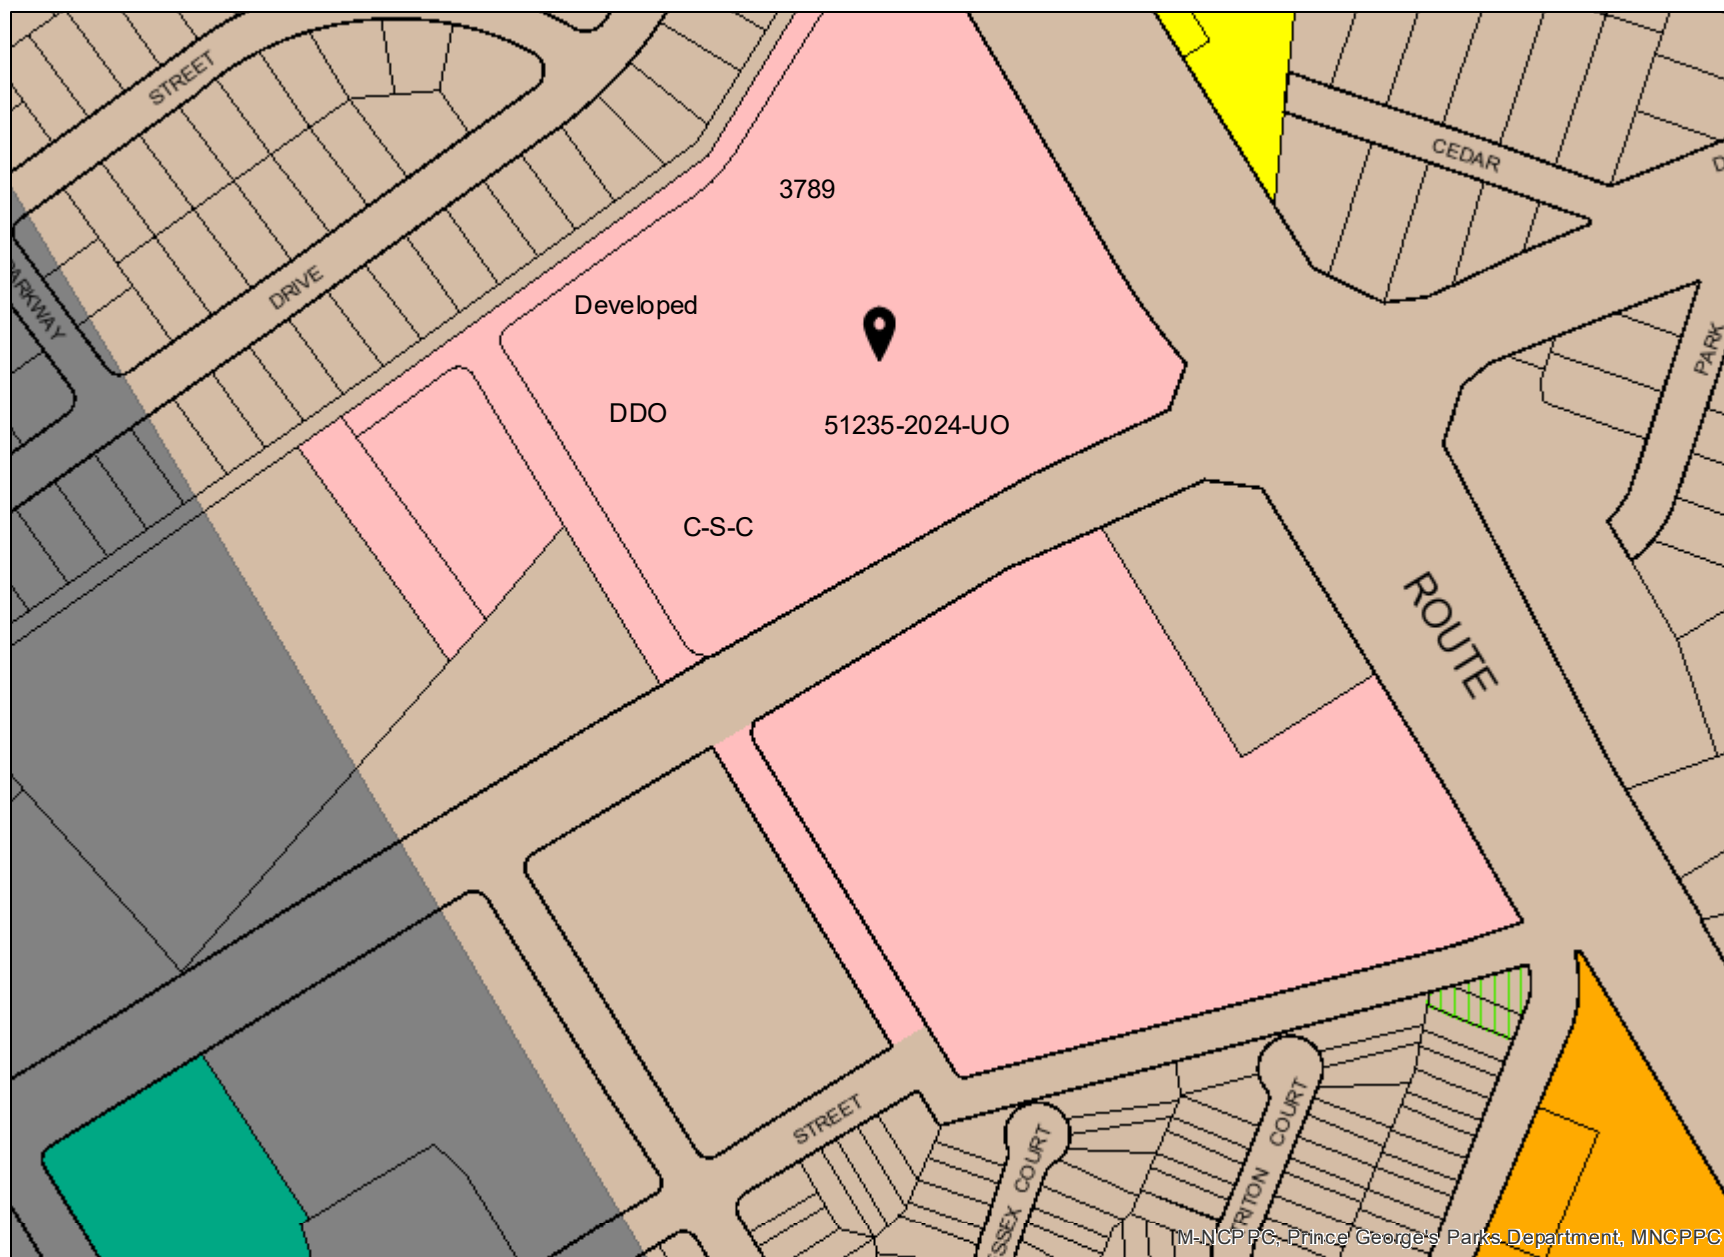 STREET
3789
CEDAR
DRIVE
Developed
PARK
DDO
51235-2024-UO
C-S-C
ROUTE
STREET
COURT
COURT
TRITON
M-NCPPC, Prince George's Parks Department, MNCPPC